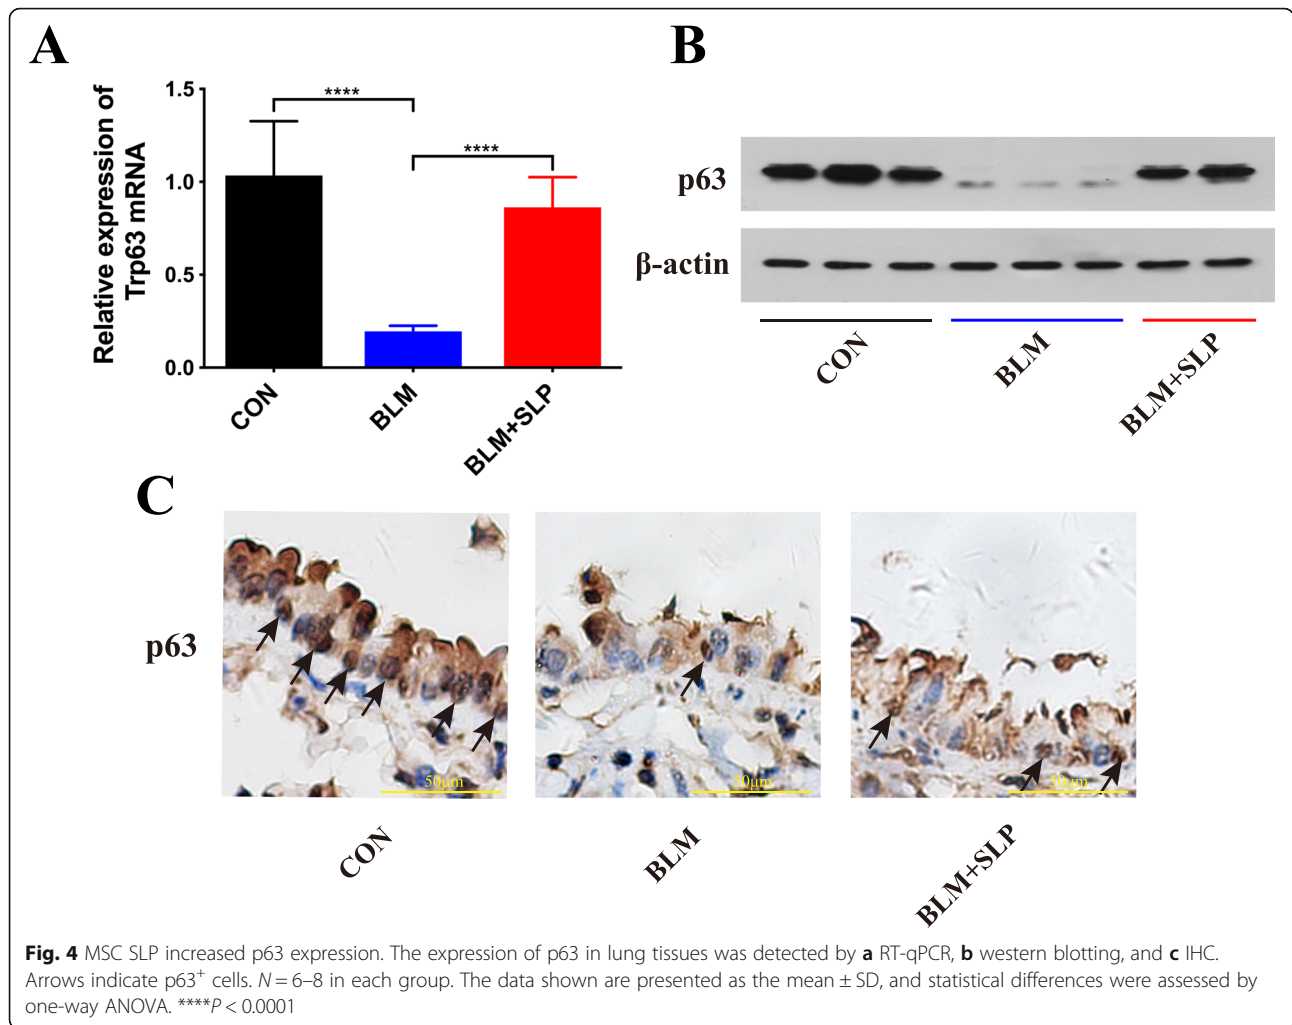 A
B
Relative expression of
Trp63 mRNA
1.5
1.0
0.5
0.0
****
****
CON
BLM
BLM+SLP
p63
β-actin
CON
BLM
BLM+SLP
C
p63
50μm
50μm
50μm
CON
BLM
BLM+SLP
Fig. 4 MSC SLP increased p63 expression. The expression of p63 in lung tissues was detected by a RT-qPCR, b western blotting, and c IHC.
Arrows indicate p63⁺ cells. N = 6–8 in each group. The data shown are presented as the mean ± SD, and statistical differences were assessed by
one-way ANOVA. ****P < 0.0001